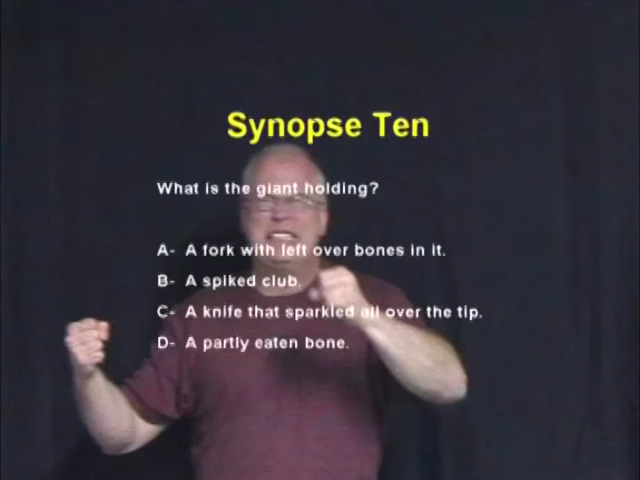 Synopse Ten
What is the giant holding?
A- A fork with left over bones in it.
B- A spiked club.
C- A knife that sparkled all over the tip.
D- A partly eaten bone.